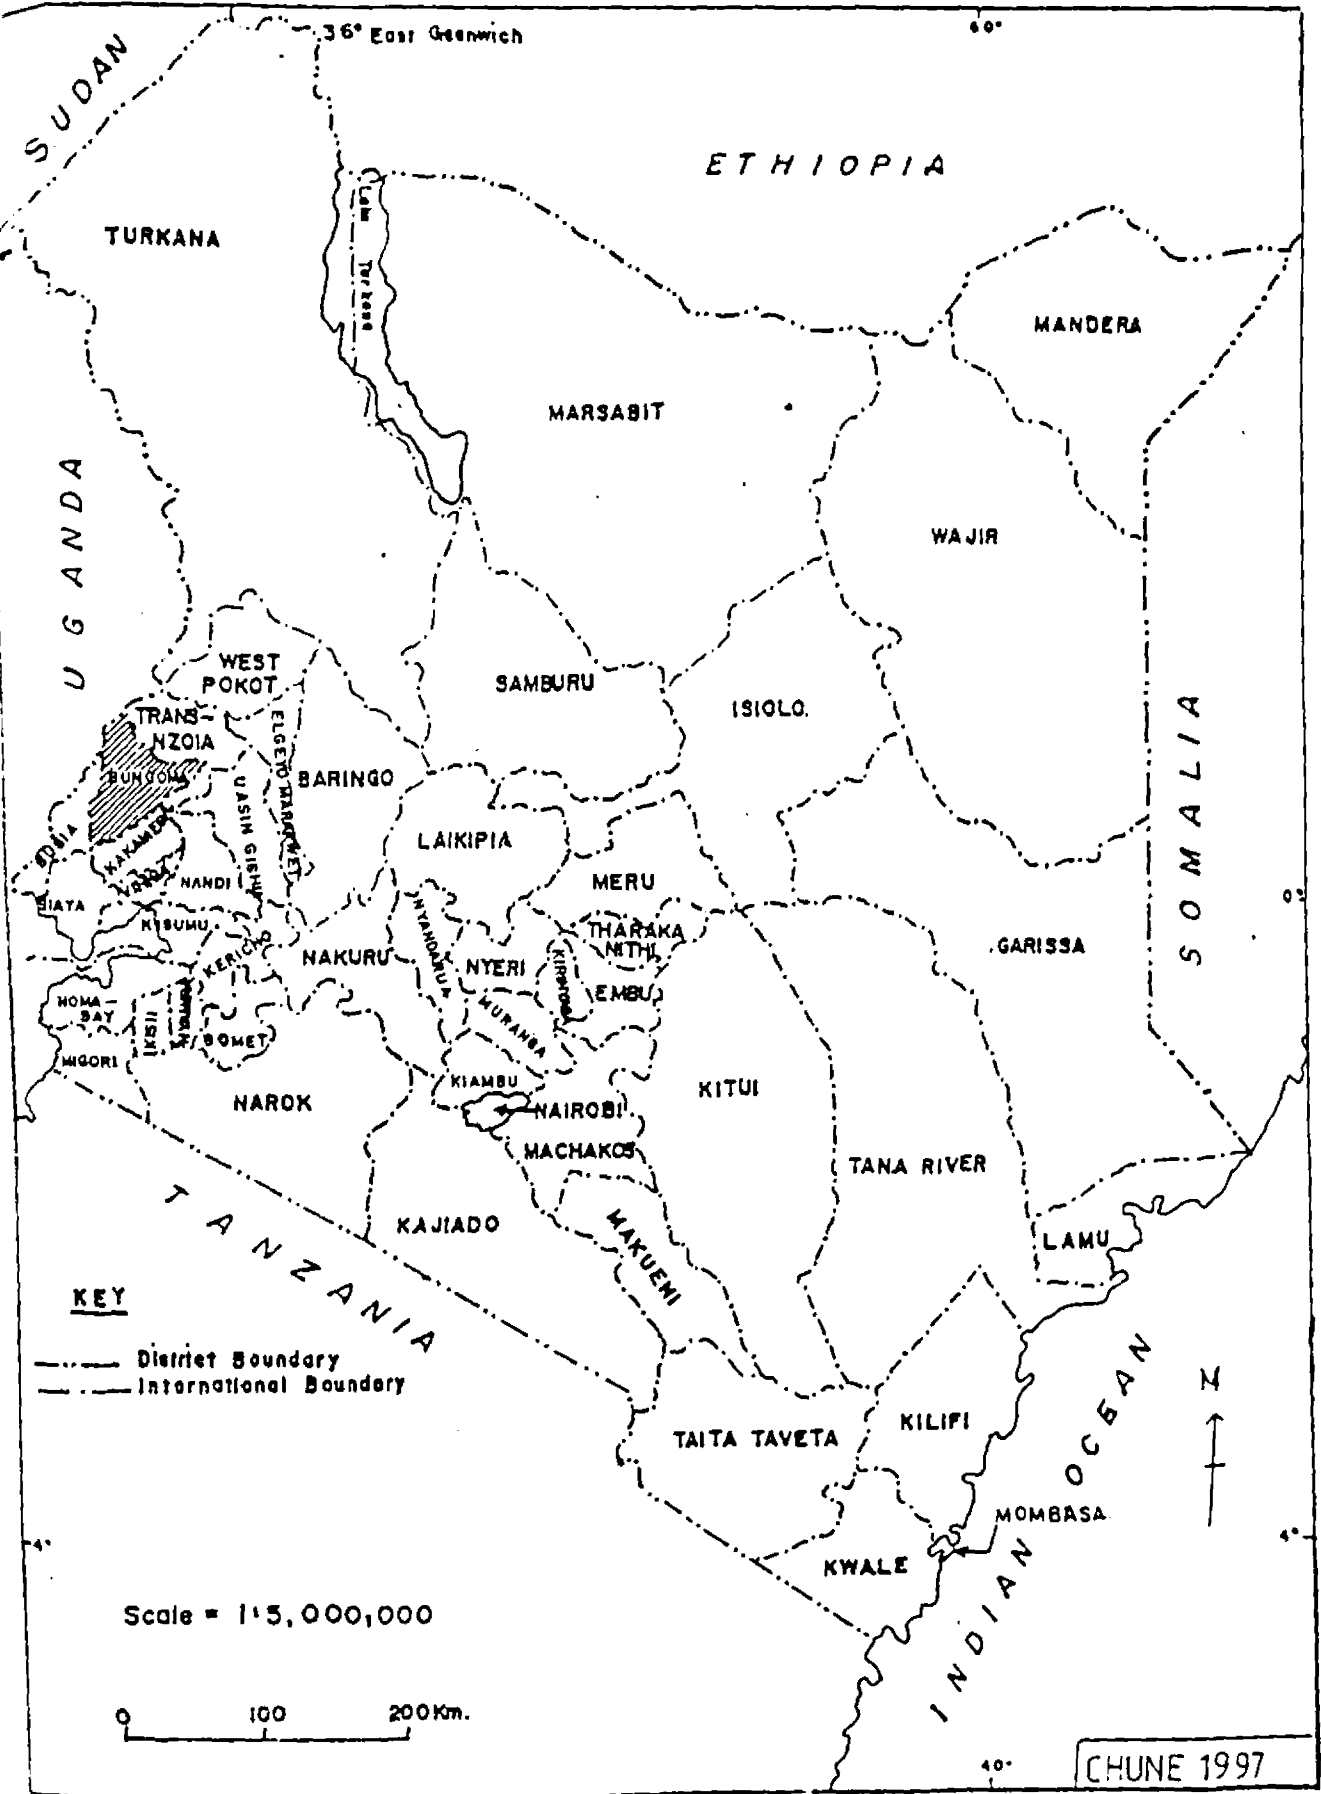 36° East Geenwich
60°
SUDAN
ETHIOPIA
TURKANA
Lake Turkana
MANDERA
MARSABIT
UGANDA
WAJIR
WEST
POKOT
SAMBURU
ISIOLO.
TRANS-
NZOIA
ELGEYO MARAKWET
SOMALIA
BUNGOMA
UASIN GISHU
BARINGO
BUSIA
KAKAMEGA
LAIKIPIA
NANDI
MERU
SIAYA
0°
KISUMU
NYANDARUA
THARAKA
NITHI
KERICHO
NAKURU
NYERI
KIRINYAGA
GARISSA
HOMA-
BAY
KISII
EMBU
MURANGA
BOMET
MIGORI
KIAMBU
NAROK
NAIROBI
KITUI
MACHAKOS
TANA RIVER
TANZANIA
KAJIADO
MAKUENI
LAMU
KEY
District Boundary
International Boundary
INDIAN OCEAN
N
TAITA TAVETA
KILIFI
MOMBASA
4°
4°
KWALE
Scale = 1:5,000,000
0 100 200Km.
40°
CHUNE 1997